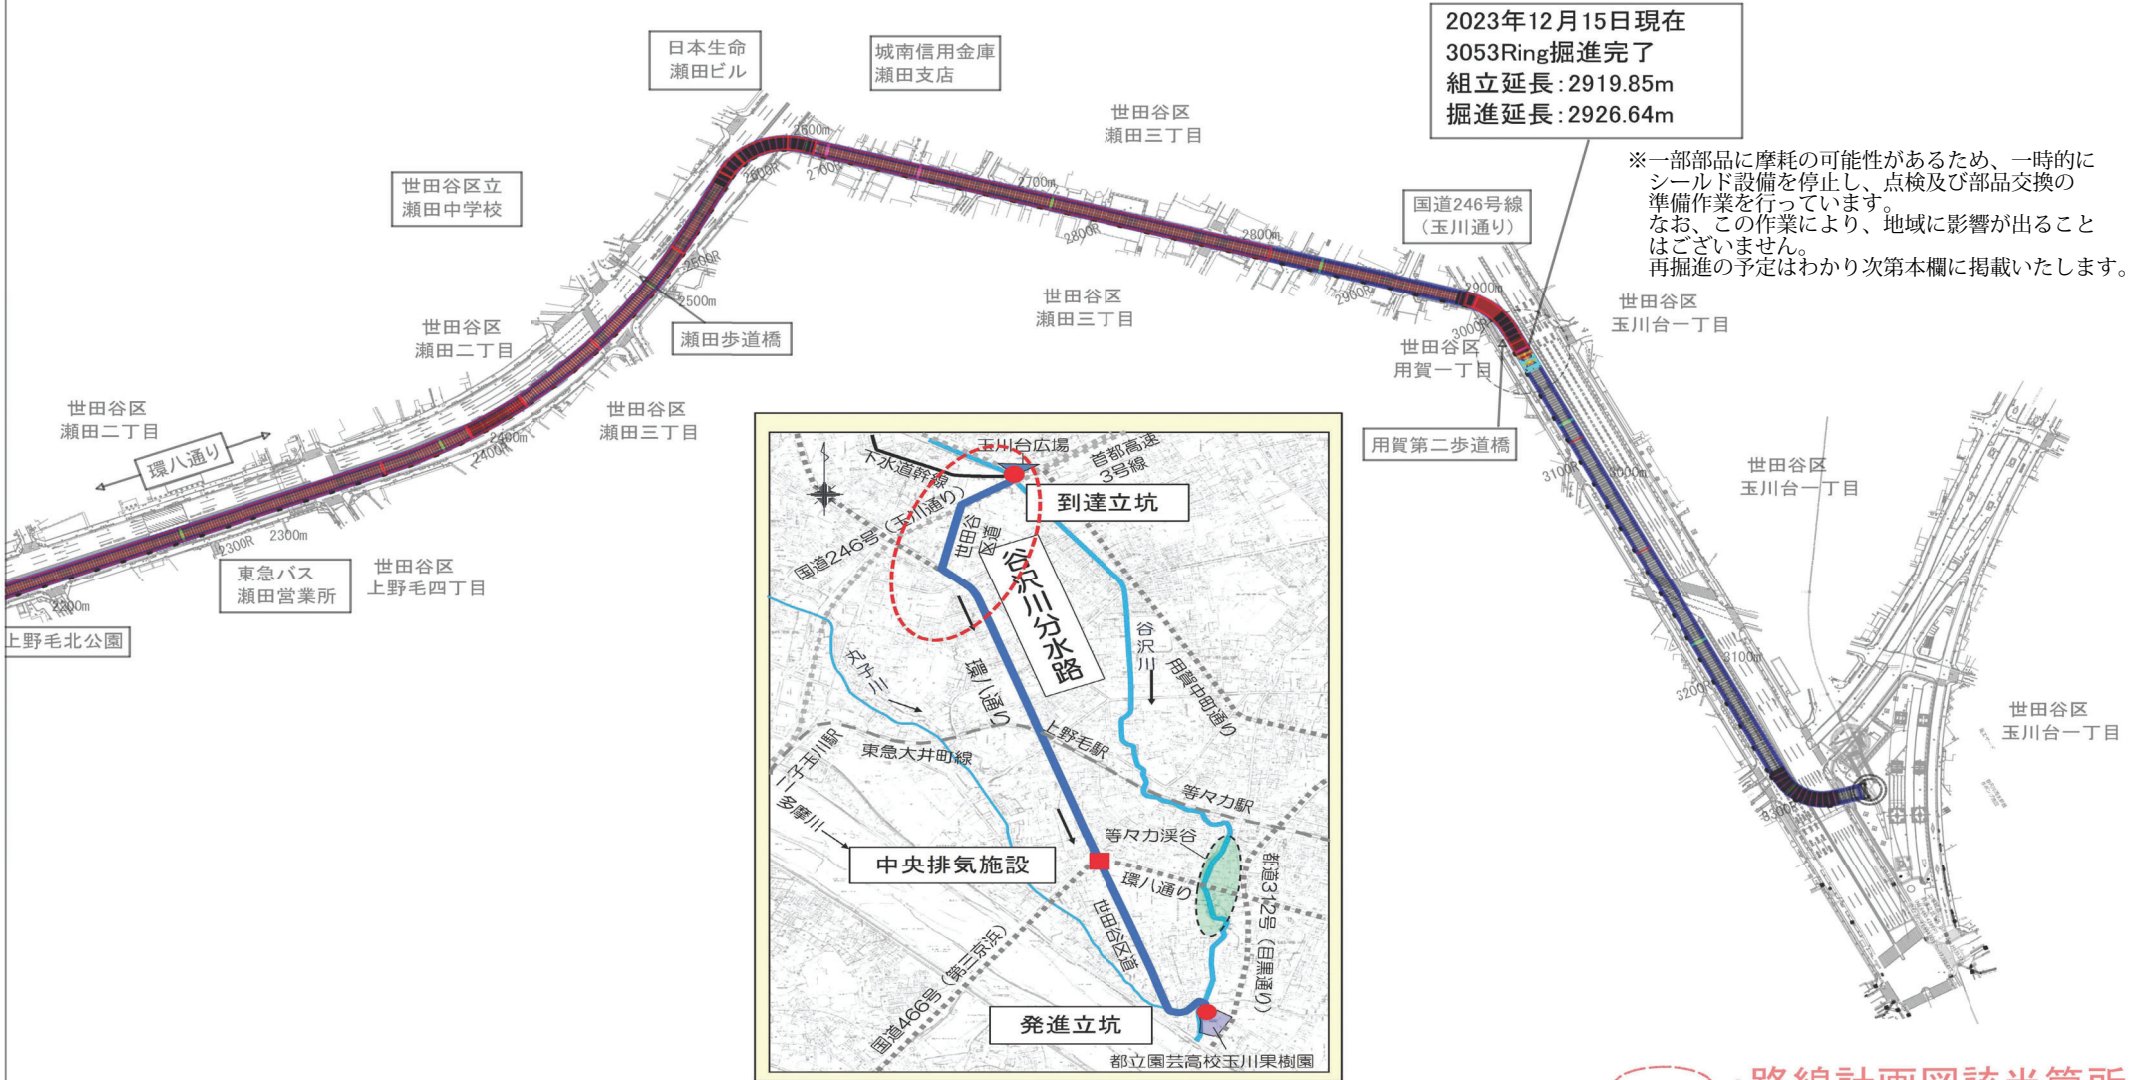 2023年12月15日現在
3053Ring掘進完了
組立延長:2919.85m
掘進延長:2926.64m
※一部部品に摩耗の可能性があるため、一時的に
シールド設備を停止し、点検及び部品交換の
準備作業を行っています。
なお、この作業により、地域に影響が出ること
はございません。
再掘進の予定はわかり次第本欄に掲載いたします。
日本生命
瀬田ビル
城南信用金庫
瀬田支店
世田谷区
瀬田三丁目
世田谷区立
瀬田中学校
国道246号線
(玉川通り)
2600m
2600R
2700R
2700m
2800R
2800m
2900R
2900m
3000R
2500R
2500m
世田谷区
瀬田三丁目
世田谷区
玉川台一丁目
世田谷区
瀬田二丁目
瀬田歩道橋
世田谷区
用賀一丁目
世田谷区
瀬田二丁目
環八通り
世田谷区
瀬田三丁目
2400m
2400R
用賀第二歩道橋
3100R
3000m
世田谷区
玉川台一丁目
2300R
2300m
東急バス
瀬田営業所
世田谷区
上野毛四丁目
2200m
上野毛北公園
3100m
3200R
3300R
世田谷区
玉川台一丁目
玉川台広場
下水道幹線
首都高速
3号線
到達立坑
国道246号(玉川通り)
世田谷
区道
谷沢川分水路
谷沢川
用賀中町通り
丸子川
環八通り
上野毛駅
東急大井町線
二子玉川駅
多摩川
等々力駅
等々力渓谷
中央排気施設
環八通り
都道312号(目黒通り)
世田谷区道
国道466号(第三京浜)
発進立坑
都立園芸高校玉川果樹園
:路線計画図該当箇所